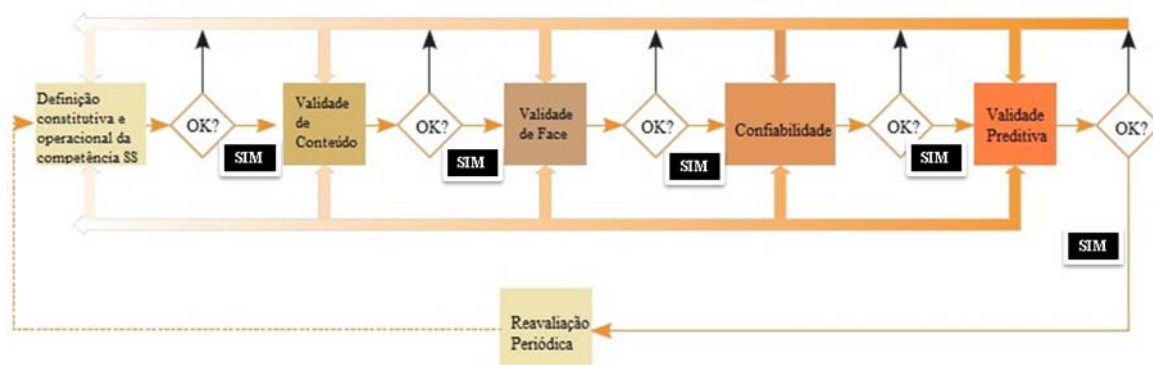 Definição
constitutiva e
operacional da
competência SS
OK?
SIM
Validade
de
Conteúdo
OK?
SIM
Validade
de Face
OK?
SIM
Confiabilidade
OK?
SIM
Validade
Preditiva
OK?
SIM
Reavaliação
Periódica